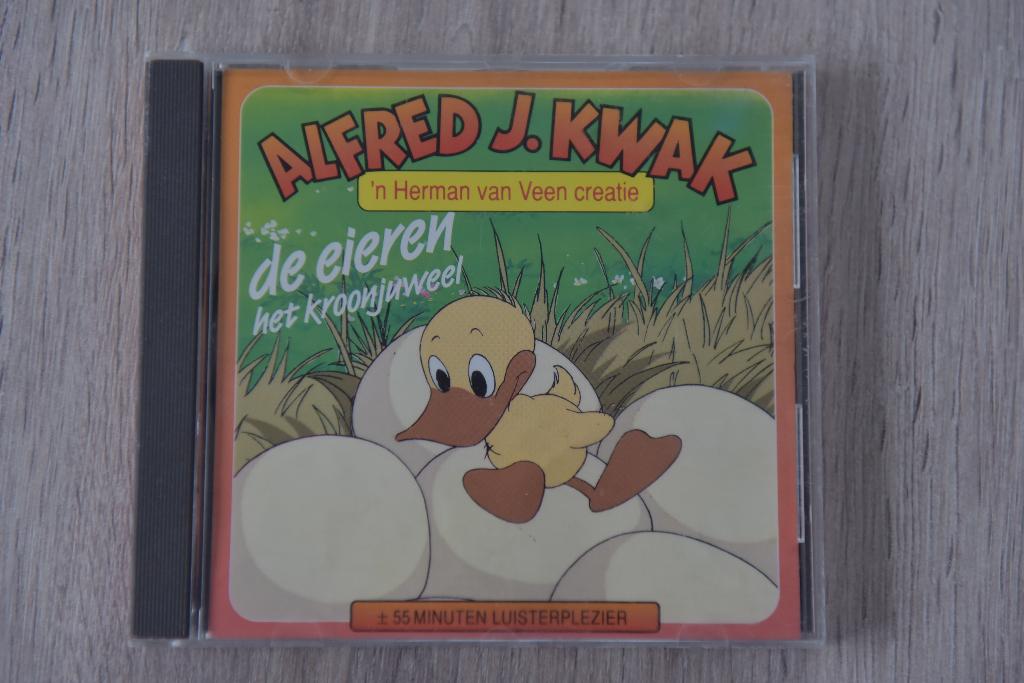 ALFRED J. KWAK
'n Herman van Veen creatie
de eieren
het kroonjuweel
± 55 MINUTEN LUISTERPLEZIER